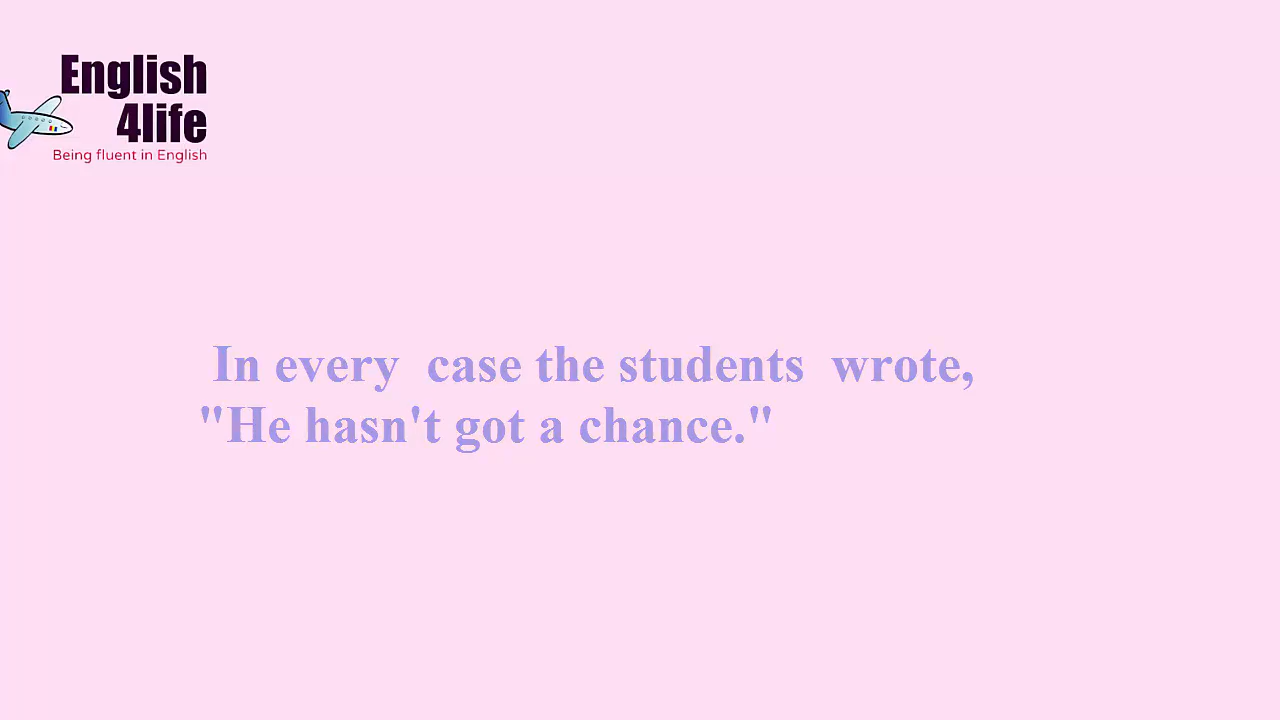 English
4life
Being fluent in English
In every  case the students  wrote,
"He hasn't got a chance."